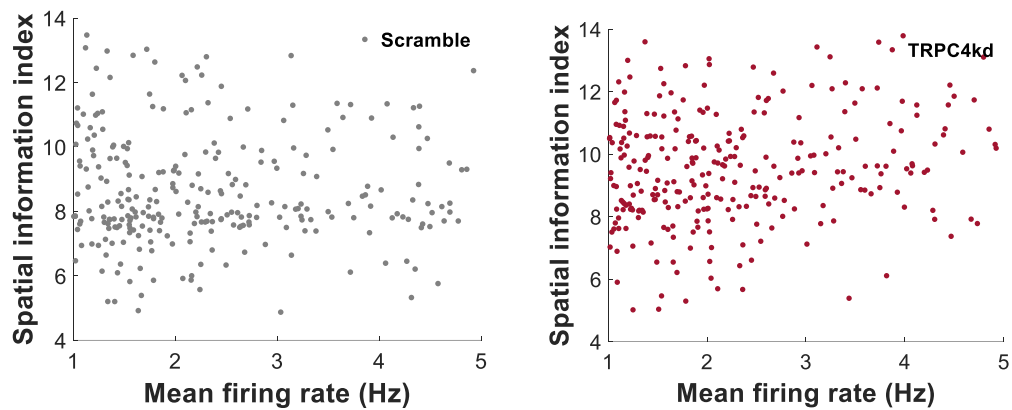 Spatial information index
14
12
10
8
6
4
Scramble
1 2 3 4 5
Mean firing rate (Hz)
Spatial information index
14
12
10
8
6
4
TRPC4kd
1 2 3 4 5
Mean firing rate (Hz)